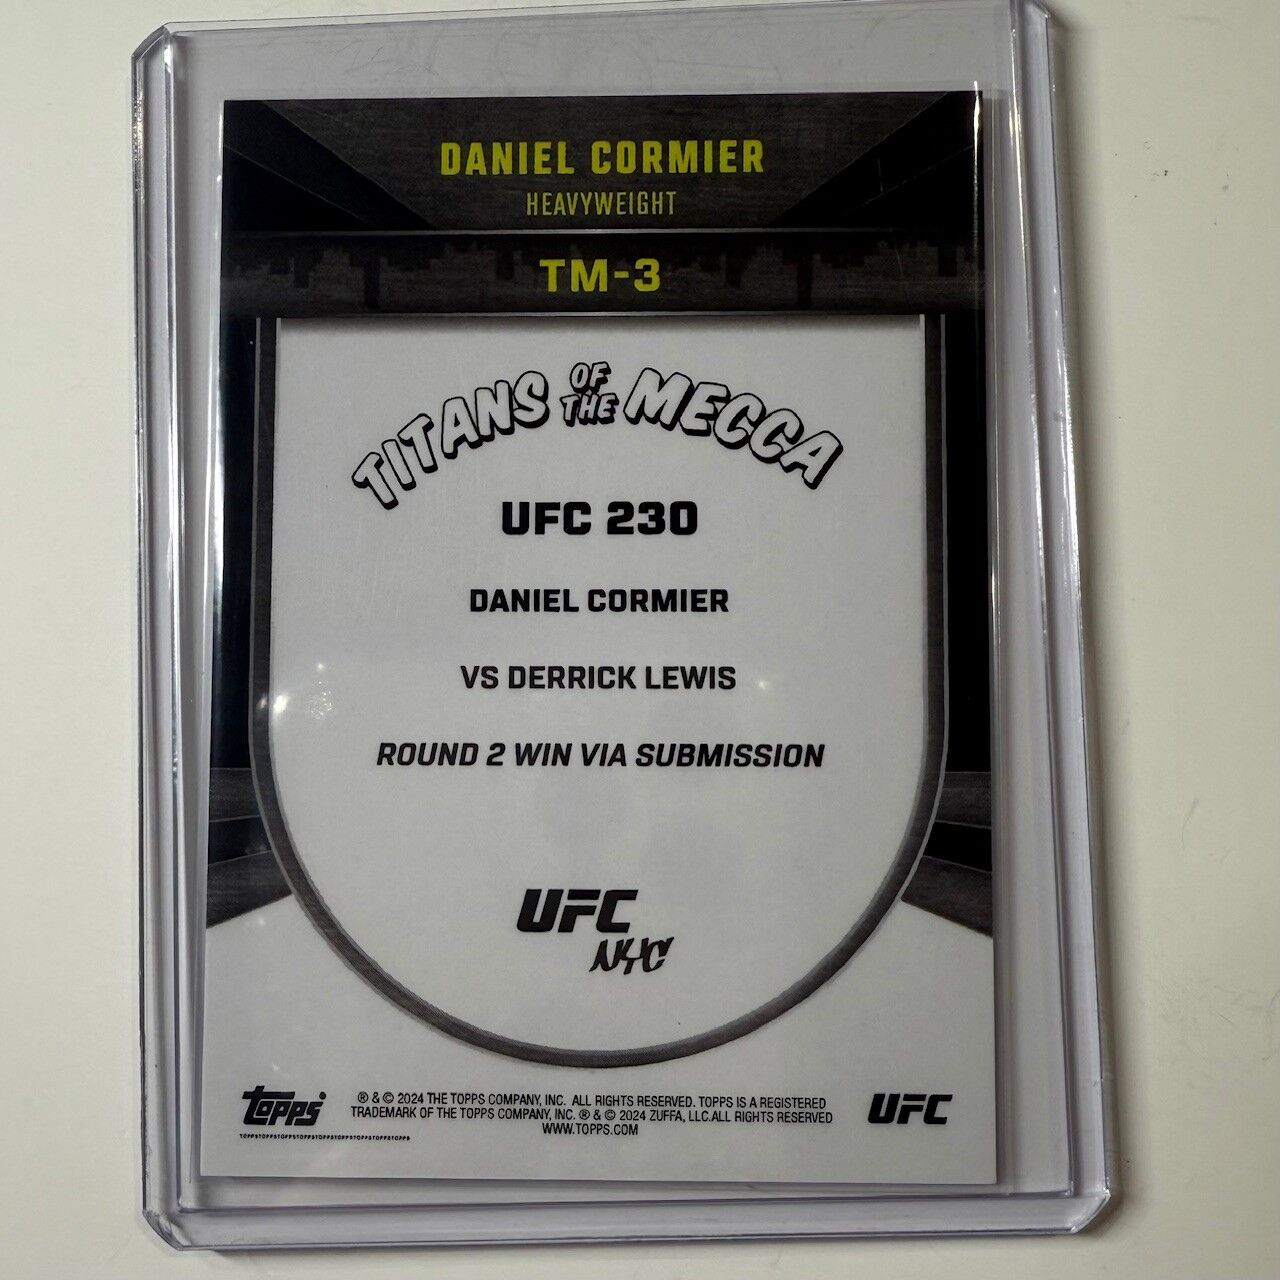 DANIEL CORMIER
HEAVYWEIGHT
TM-3
TITANS OF THE MECCA
UFC 230
DANIEL CORMIER
VS DERRICK LEWIS
ROUND 2 WIN VIA SUBMISSION
UFC
NYC
topps
® & © 2024 THE TOPPS COMPANY, INC. ALL RIGHTS RESERVED. TOPPS IS A REGISTERED
TRADEMARK OF THE TOPPS COMPANY, INC. ® & © 2024 ZUFFA, LLC.ALL RIGHTS RESERVED
WWW.TOPPS.COM
UFC
TOPPSTOPPSTOPPSTOPPSTOPPSTOPPSTOPPSTOPPS